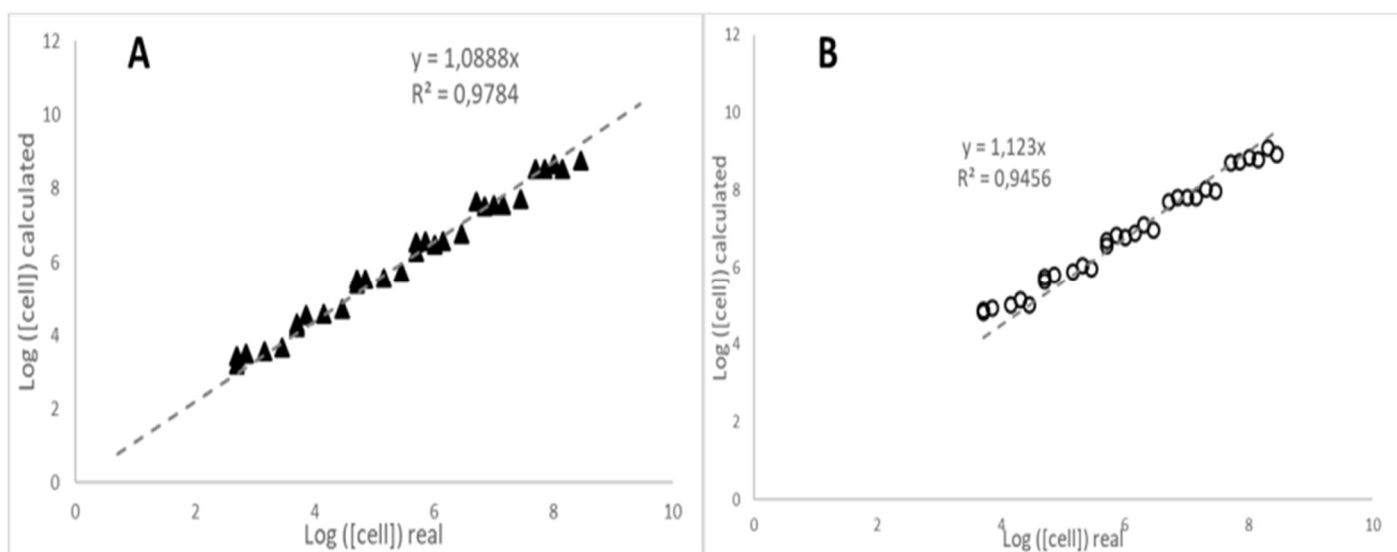 A
y = 1,0888x
R² = 0,9784
12
10
8
6
4
2
0
Log ([cell]) calculated
0 2 4 6 8 10
Log ([cell]) real
B
y = 1,123x
R² = 0,9456
12
10
8
6
4
2
0
Log ([cell]) calculated
0 2 4 6 8 10
Log ([cell]) real